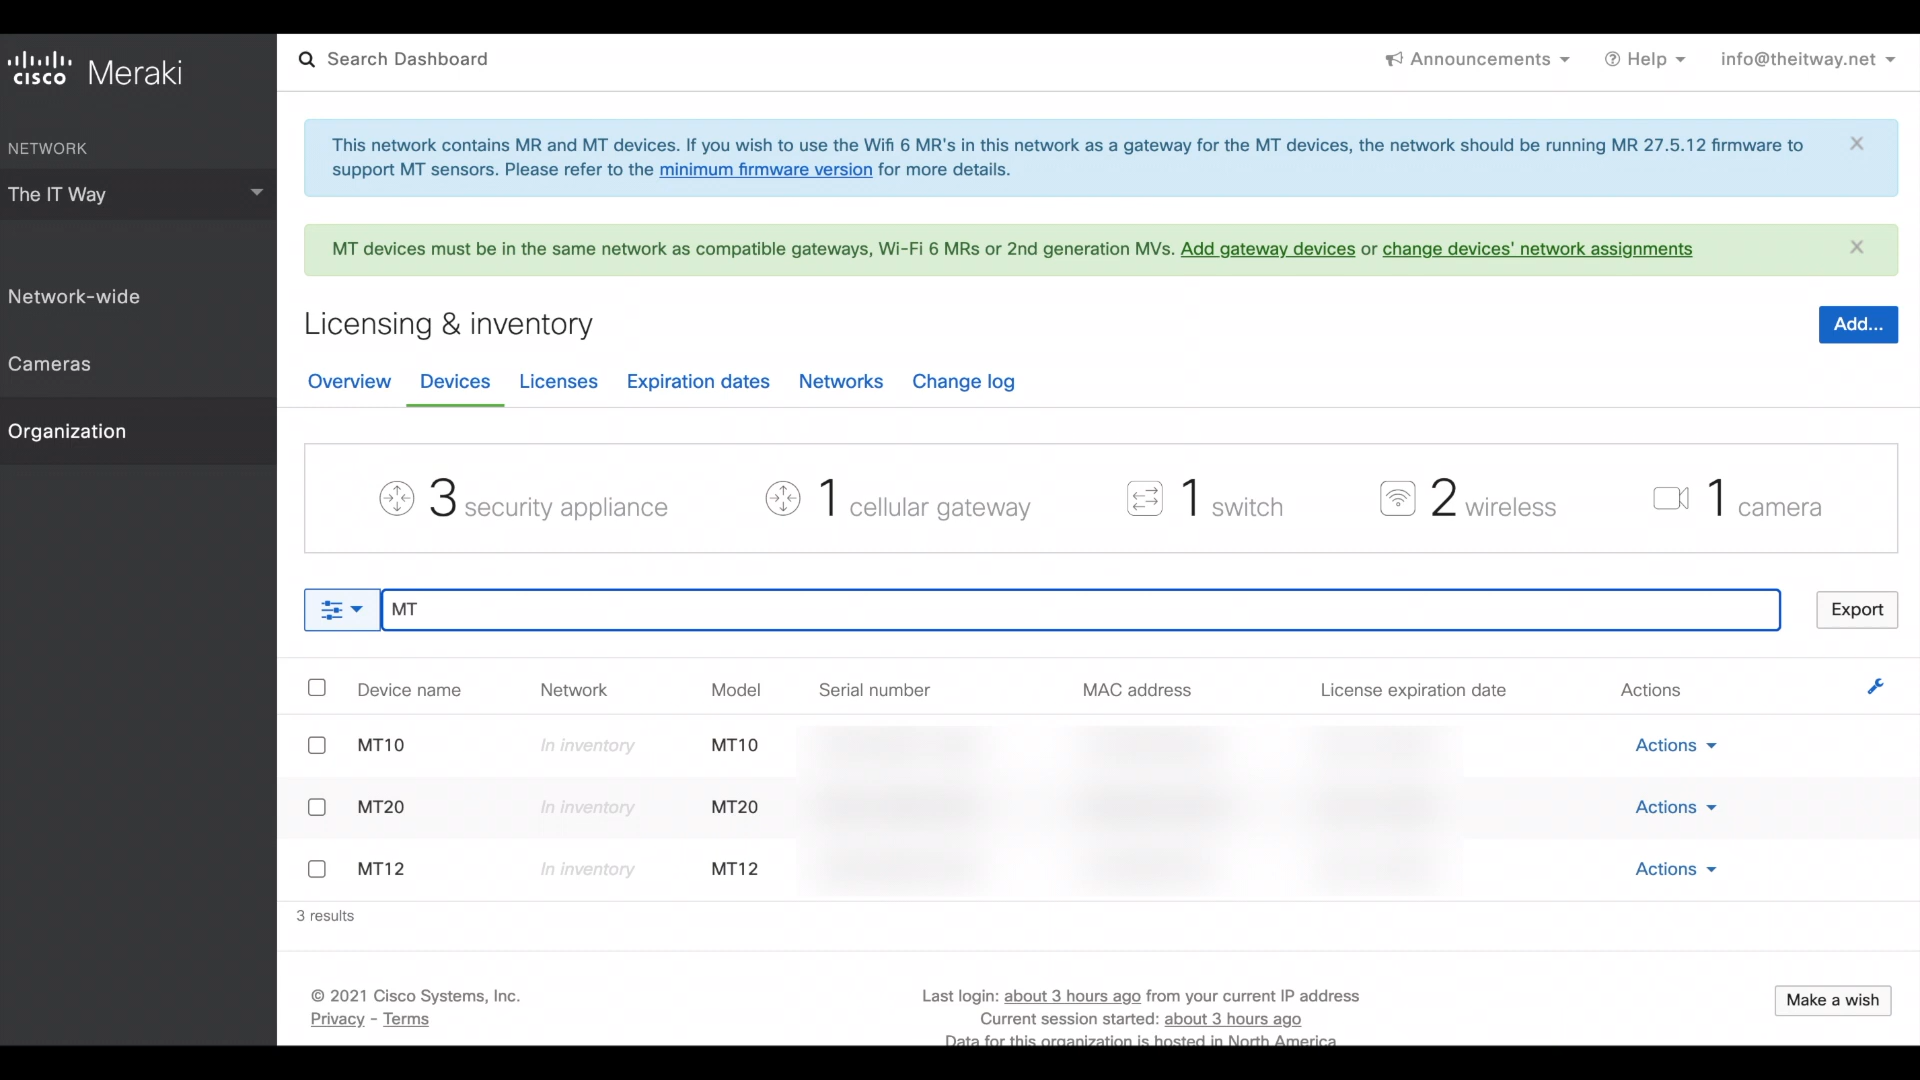 CISCO Meraki
Search Dashboard
Announcements
Help
info@theitway.net
NETWORK
The IT Way
Network-wide
Cameras
Organization
This network contains MR and MT devices. If you wish to use the Wifi 6 MR's in this network as a gateway for the MT devices, the network should be running MR 27.5.12 firmware to
support MT sensors. Please refer to the minimum firmware version for more details.
MT devices must be in the same network as compatible gateways, Wi-Fi 6 MRs or 2nd generation MVs. Add gateway devices or change devices' network assignments
Licensing & inventory
Add...
Overview Devices Licenses Expiration dates Networks Change log
3 security appliance 1 cellular gateway 1 switch 2 wireless 1 camera
MT
Export
Device name Network Model Serial number MAC address License expiration date Actions
MT10 In inventory MT10 Actions
MT20 In inventory MT20 Actions
MT12 In inventory MT12 Actions
3 results
© 2021 Cisco Systems, Inc.
Privacy - Terms
Last login: about 3 hours ago from your current IP address
Current session started: about 3 hours ago
Data for this organization is hosted in North America
Make a wish